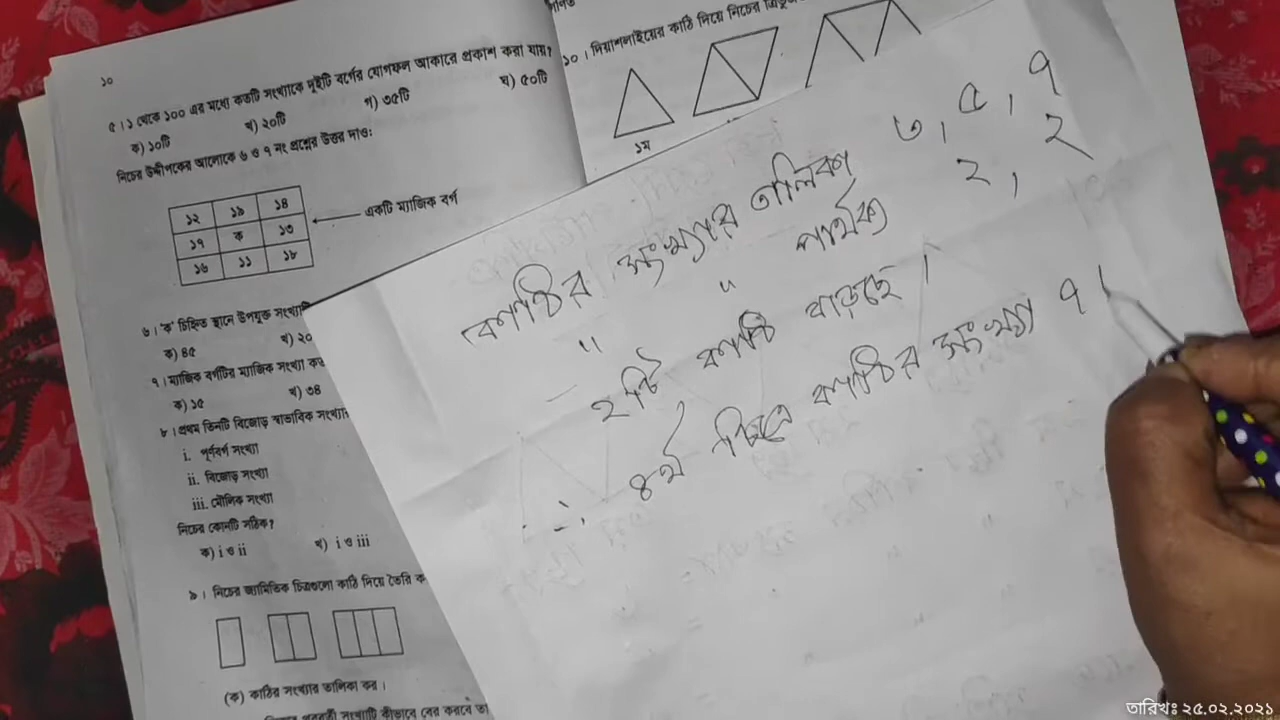 ১০
৫। ১ থেকে ১০০ এর মধ্যে কতটি সংখ্যাকে দুইটি বর্গের যোগফল আকারে প্রকাশ করা যায়?
ক) ১০টি খ) ২০টি গ) ৩৫টি ঘ) ৫০টি
নিচের উদ্দীপকের আলোকে ৬ ও ৭ নং প্রশ্নের উত্তর দাও:
১২ ১৯ ১৪
১৭ ক ১৩
১৬ ১১ ১৮
একটি ম্যাজিক বর্গ
৬। 'ক' চিহ্নিত স্থানে উপযুক্ত
ক) ৪৫ খ) ২০
৭। ম্যাজিক বর্গটির ম্যাজিক সংখ্যা
ক) ১৫ খ) ৩৪
৮। প্রথম তিনটি বিজোড় স্বাভাবিক
i. পূর্ণবর্গ সংখ্যা
ii. বিজোড় সংখ্যা
iii. মৌলিক সংখ্যা
নিচের কোনটি সঠিক?
ক) i ও ii খ) i ও iii
৯। নিচের জ্যামিতিক চিত্রগুলো কাঠি দিয়ে তৈরি
(ক) কাঠির সংখ্যার তালিকা কর।
পরবর্তী সংখ্যাটি কীভাবে বের করবে
১০। দিয়াশলাইয়ের কাঠি দিয়ে নিচের
১ম
কাঠির সংখ্যার তালিকা ৩, ৫, ৭
" " পার্থক্য ২, ২
২টি কাঠি বাড়ছে।
∴ ৪র্থ চিত্রে কাঠির সংখ্যা ৭
তারিখঃ ২৫.০২.২০২১